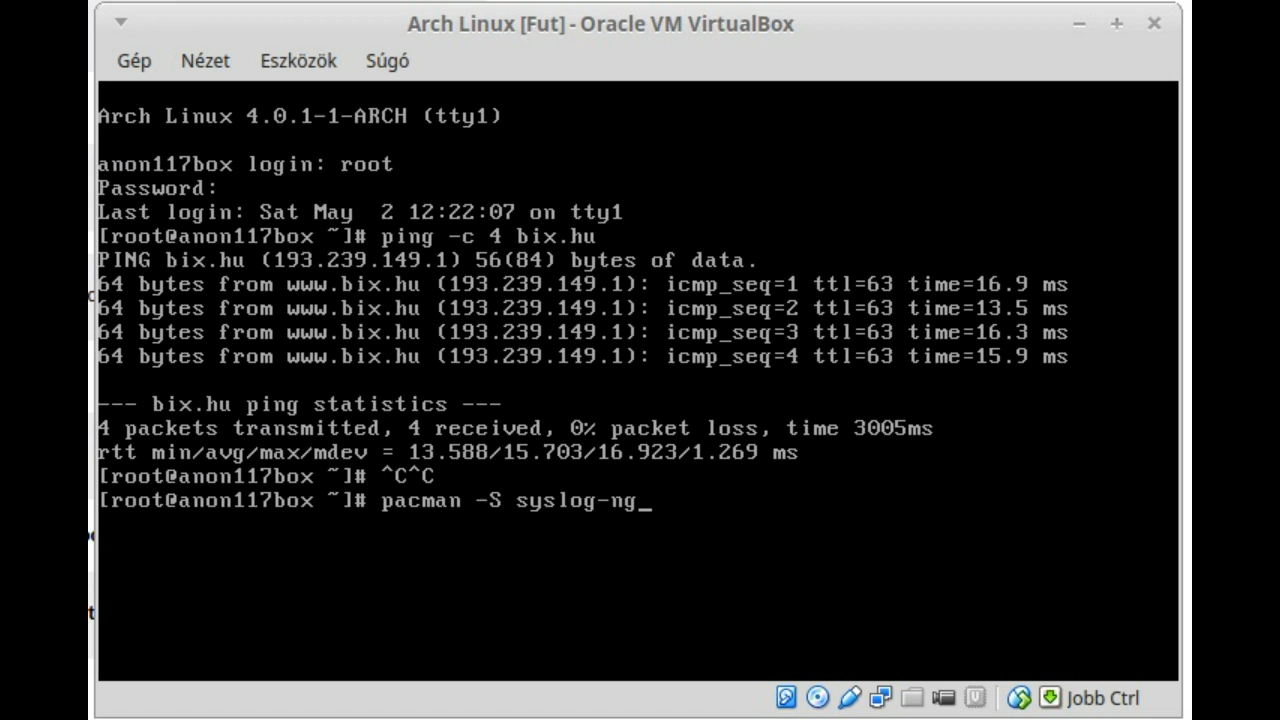 Arch Linux [Fut] - Oracle VM VirtualBox
Gép Nézet Eszközök Súgó
Arch Linux 4.0.1-1-ARCH (tty1)
anon117box login: root
Password:
Last login: Sat May  2 12:22:07 on tty1
[root@anon117box ~]# ping -c 4 bix.hu
PING bix.hu (193.239.149.1) 56(84) bytes of data.
64 bytes from www.bix.hu (193.239.149.1): icmp_seq=1 ttl=63 time=16.9 ms
64 bytes from www.bix.hu (193.239.149.1): icmp_seq=2 ttl=63 time=13.5 ms
64 bytes from www.bix.hu (193.239.149.1): icmp_seq=3 ttl=63 time=16.3 ms
64 bytes from www.bix.hu (193.239.149.1): icmp_seq=4 ttl=63 time=15.9 ms
--- bix.hu ping statistics ---
4 packets transmitted, 4 received, 0% packet loss, time 3005ms
rtt min/avg/max/mdev = 13.588/15.703/16.923/1.269 ms
[root@anon117box ~]# ^C^C
[root@anon117box ~]# pacman -S syslog-ng_
Jobb Ctrl